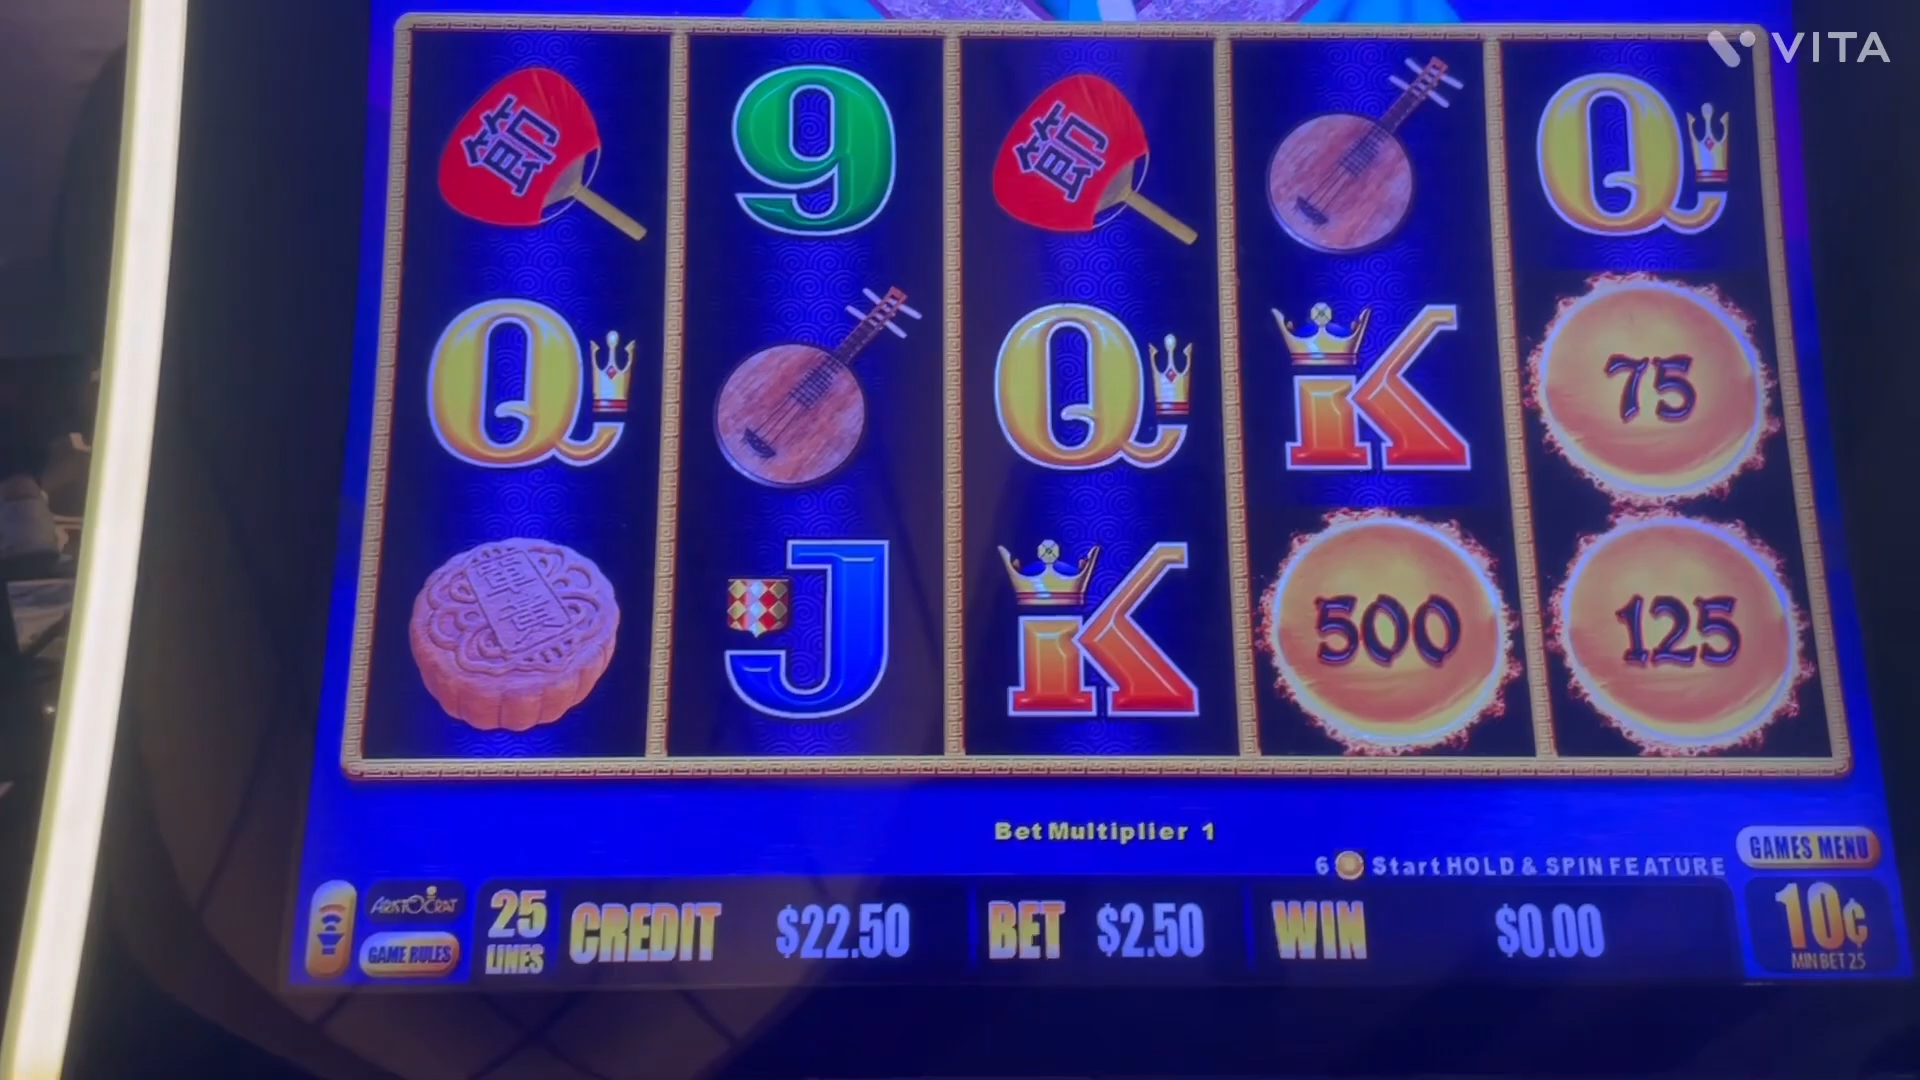 VITA
9
Q
Q
Q
K
75
J
K
500
125
Bet Multiplier 1
6 Start HOLD & SPIN FEATURE
GAMES MENU
ARISTOCRAT
GAME RULES
25 LINES
CREDIT $22.50
BET $2.50
WIN $0.00
10¢
MIN BET 25